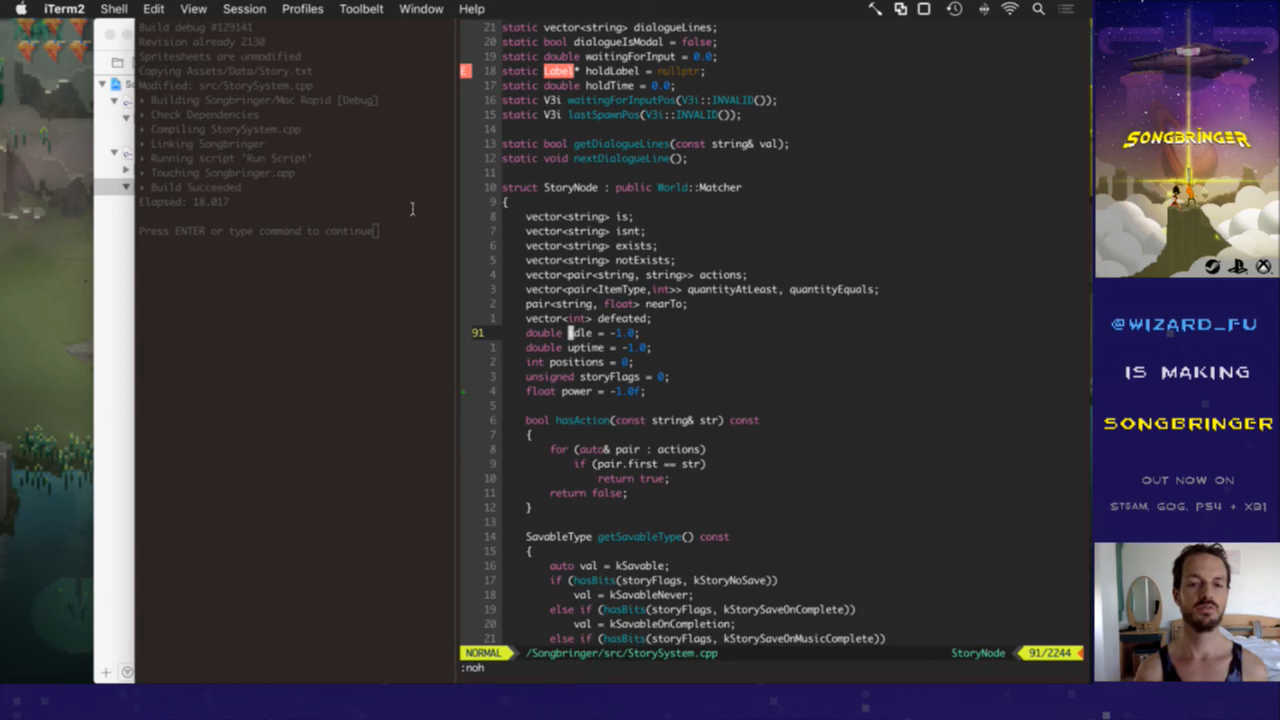 iTerm2 Shell Edit View Session Profiles Toolbelt Window Help
Build debug #129141
Revision already 2130
Spritesheets are unmodified
Copying Assets/Data/Story.txt
Modified: src/StorySystem.cpp
▸ Building Songbringer/Mac Rapid [Debug]
▸ Check Dependencies
▸ Compiling StorySystem.cpp
▸ Linking Songbringer
▸ Running script 'Run Script'
▸ Touching Songbringer.app
▸ Build Succeeded
Elapsed: 18.017
Press ENTER or type command to continue
21 static vector<string> dialogueLines;
20 static bool dialogueIsModal = false;
19 static double waitingForInput = 0.0;
E 18 static Label* holdLabel = nullptr;
17 static double holdTime = 0.0;
16 static V3i waitingForInputPos(V3i::INVALID());
15 static V3i lastSpawnPos(V3i::INVALID());
14
13 static bool getDialogueLines(const string& val);
12 static void nextDialogueLine();
11
10 struct StoryNode : public World::Matcher
9 {
8 vector<string> is;
7 vector<string> isnt;
6 vector<string> exists;
5 vector<string> notExists;
4 vector<pair<string, string>> actions;
3 vector<pair<ItemType,int>> quantityAtLeast, quantityEquals;
2 pair<string, float> nearTo;
1 vector<int> defeated;
91 double idle = -1.0;
1 double uptime = -1.0;
2 int positions = 0;
3 unsigned storyFlags = 0;
4 float power = -1.0f;
5
6 bool hasAction(const string& str) const
7 {
8 for (auto& pair : actions)
9 if (pair.first == str)
10 return true;
11 return false;
12 }
13
14 SavableType getSavableType() const
15 {
16 auto val = kSavable;
17 if (hasBits(storyFlags, kStoryNoSave))
18 val = kSavableNever;
19 else if (hasBits(storyFlags, kStorySaveOnComplete))
20 val = kSavableOnCompletion;
21 else if (hasBits(storyFlags, kStorySaveOnMusicComplete))
NORMAL /Songbringer/src/StorySystem.cpp StoryNode 91/2244
:noh
SONGBRINGER
@WIZARD_FU
IS MAKING
SONGBRINGER
OUT NOW ON
STEAM, GOG, PS4 + XB1